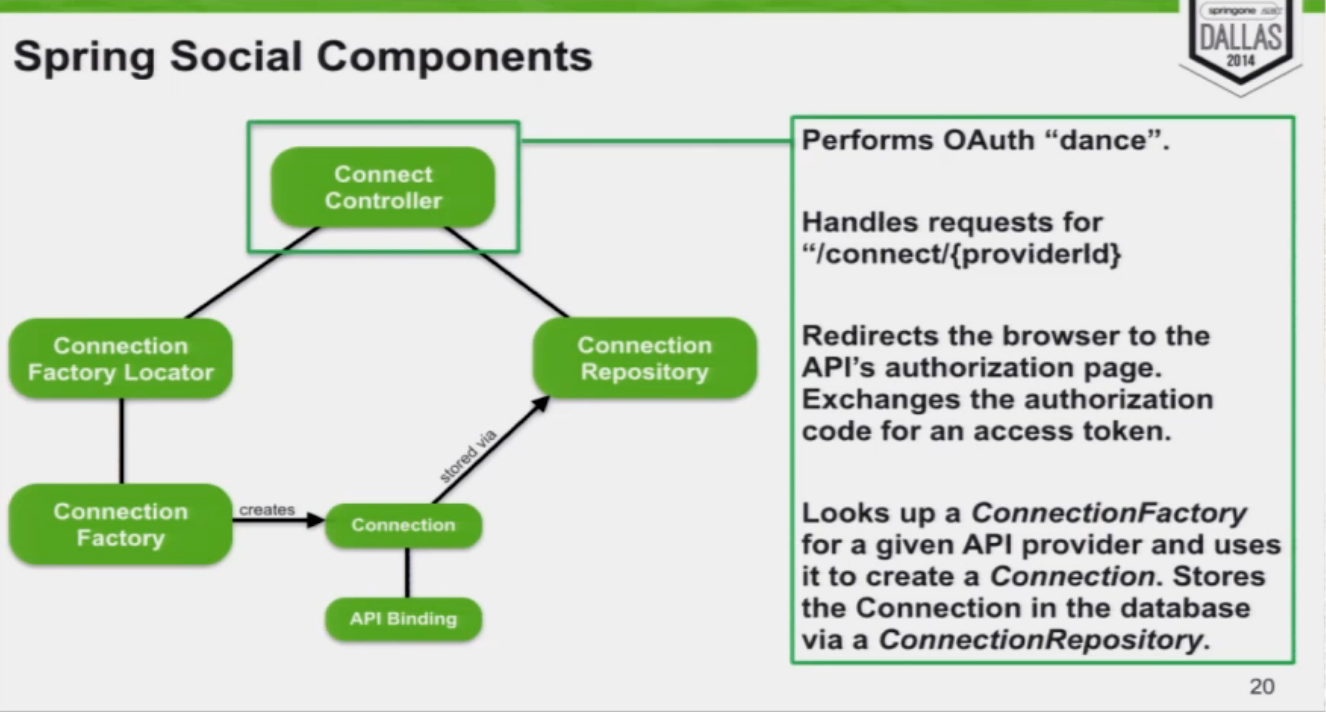 springone 2GX
DALLAS
2014
Spring Social Components
Connect
Controller
Connection
Factory Locator
Connection
Repository
stored via
Connection
Factory
creates
Connection
API Binding
Performs OAuth “dance”.
Handles requests for
“/connect/{providerId}
Redirects the browser to the
API’s authorization page.
Exchanges the authorization
code for an access token.
Looks up a ConnectionFactory
for a given API provider and uses
it to create a Connection. Stores
the Connection in the database
via a ConnectionRepository.
20